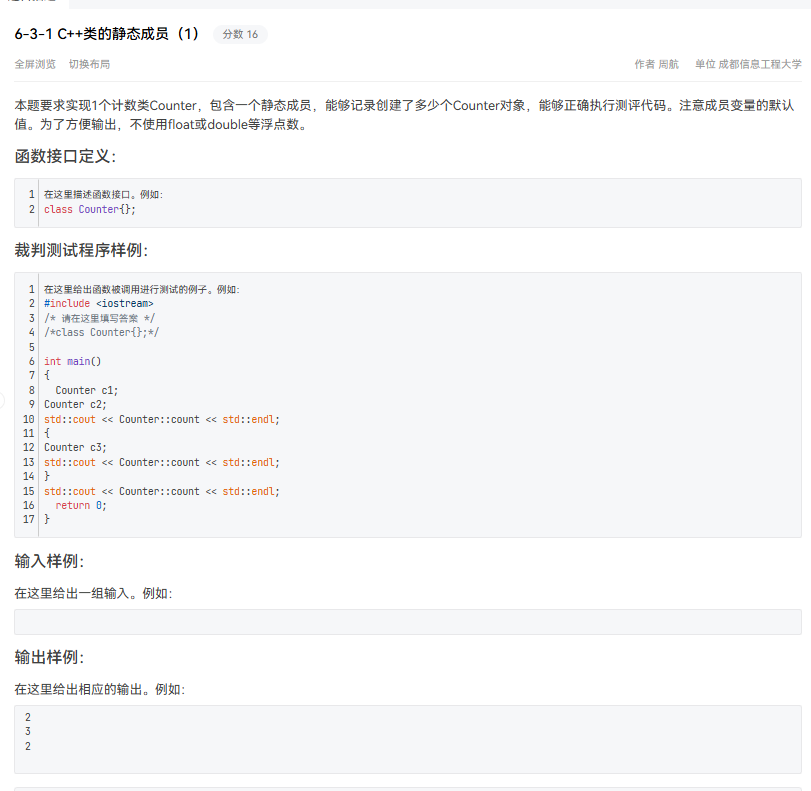 6-3-1 C++类的静态成员（1） 分数 16
全屏浏览 切换布局 作者 周航 单位 成都信息工程大学
本题要求实现1个计数类Counter，包含一个静态成员，能够记录创建了多少个Counter对象，能够正确执行测评代码。注意成员变量的默认
值。为了方便输出，不使用float或double等浮点数。
函数接口定义：
1 在这里描述函数接口。例如：
2 class Counter{};
裁判测试程序样例：
1 在这里给出函数被调用进行测试的例子。例如：
2 #include <iostream>
3 /* 请在这里填写答案 */
4 /*class Counter{};*/
5
6 int main()
7 {
8   Counter c1;
9 Counter c2;
10 std::cout << Counter::count << std::endl;
11 {
12 Counter c3;
13 std::cout << Counter::count << std::endl;
14 }
15 std::cout << Counter::count << std::endl;
16   return 0;
17 }
输入样例：
在这里给出一组输入。例如：
输出样例：
在这里给出相应的输出。例如：
2
3
2